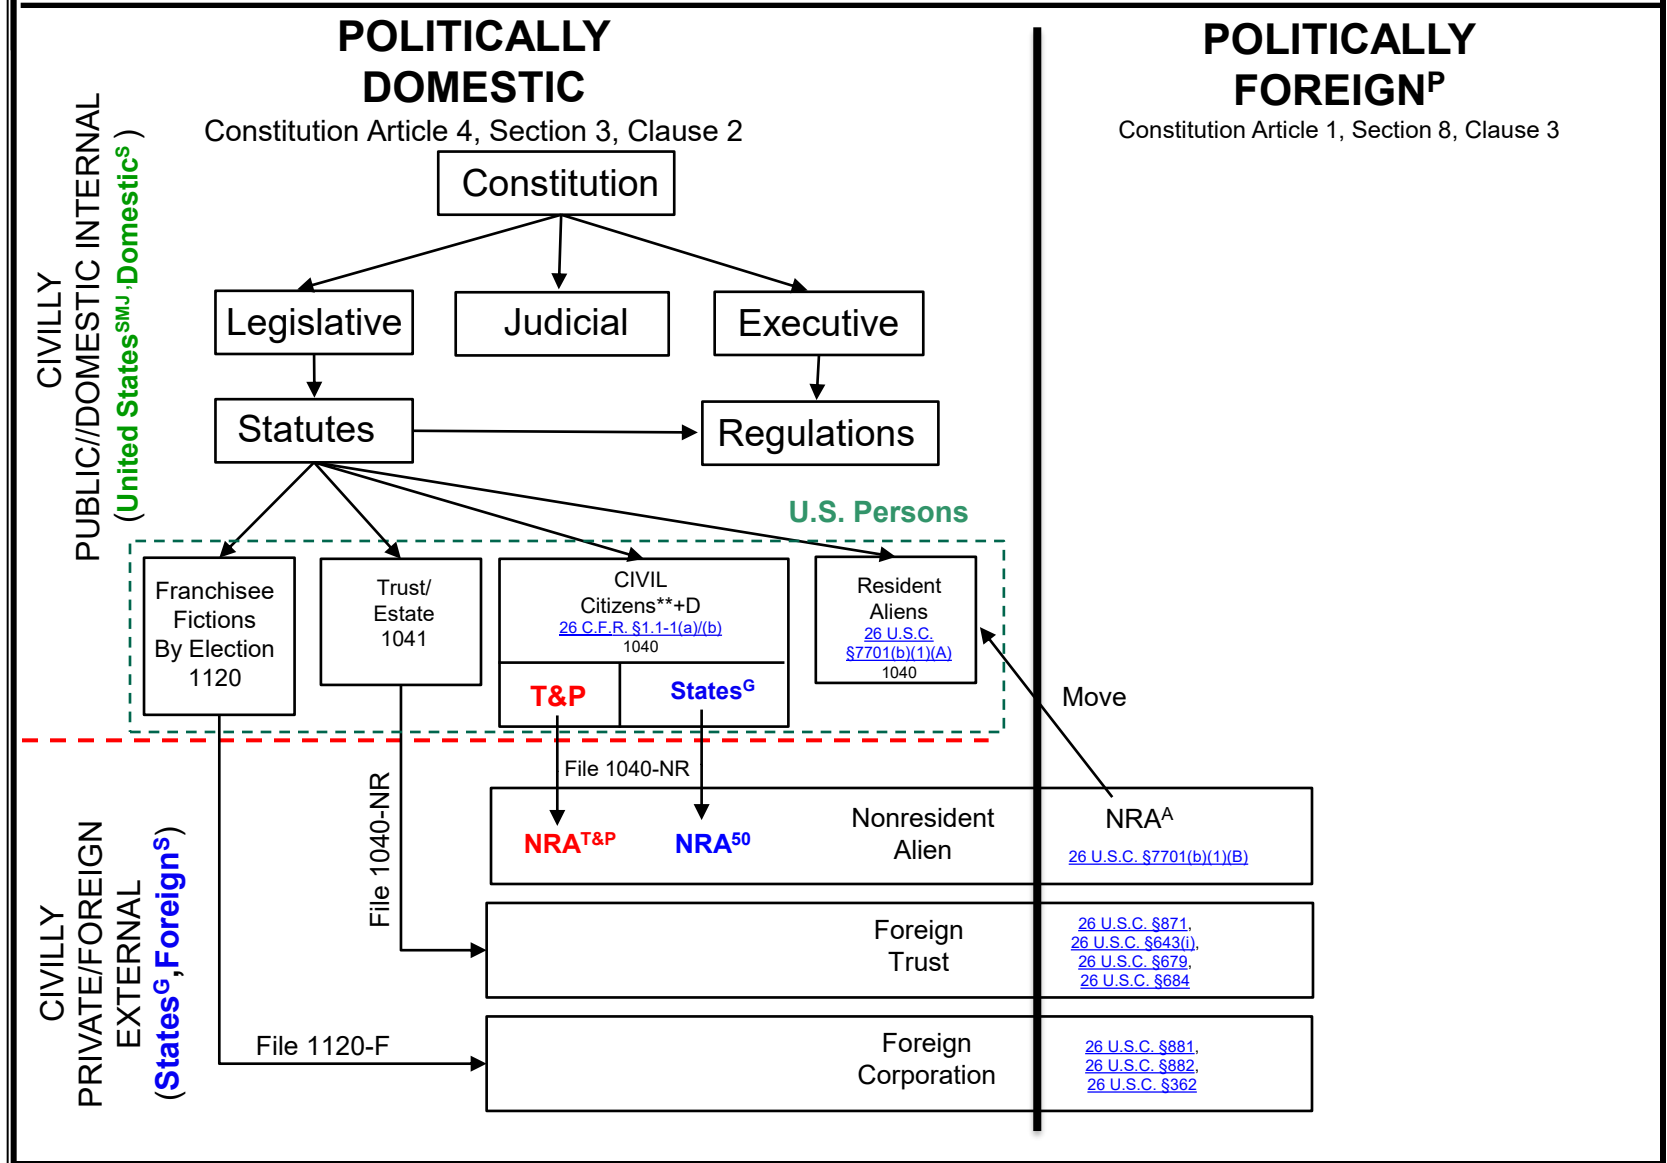 POLITICALLY
DOMESTIC
Constitution Article 4, Section 3, Clause 2
POLITICALLY
FOREIGNᴾ
Constitution Article 1, Section 8, Clause 3
CIVILLY
PUBLIC//DOMESTIC INTERNAL
(United Statesˢᴹᴶ,Domesticˢ )
Constitution
Legislative
Judicial
Executive
Statutes
Regulations
U.S. Persons
Franchisee
Fictions
By Election
1120
Trust/
Estate
1041
CIVIL
Citizens**+D
26 C.F.R. §1.1-1(a)/(b)
1040
T&P
Statesᴳ
Resident
Aliens
26 U.S.C.
§7701(b)(1)(A)
1040
Move
CIVILLY
PRIVATE/FOREIGN
EXTERNAL
(Statesᴳ,Foreignˢ)
File 1040-NR
File 1040-NR
NRAᵀ&ᴾ
NRA⁵⁰
Nonresident
Alien
NRAᴬ
26 U.S.C. §7701(b)(1)(B)
Foreign
Trust
26 U.S.C. §871,
26 U.S.C. §643(i),
26 U.S.C. §679,
26 U.S.C. §684
File 1120-F
Foreign
Corporation
26 U.S.C. §881,
26 U.S.C. §882,
26 U.S.C. §362